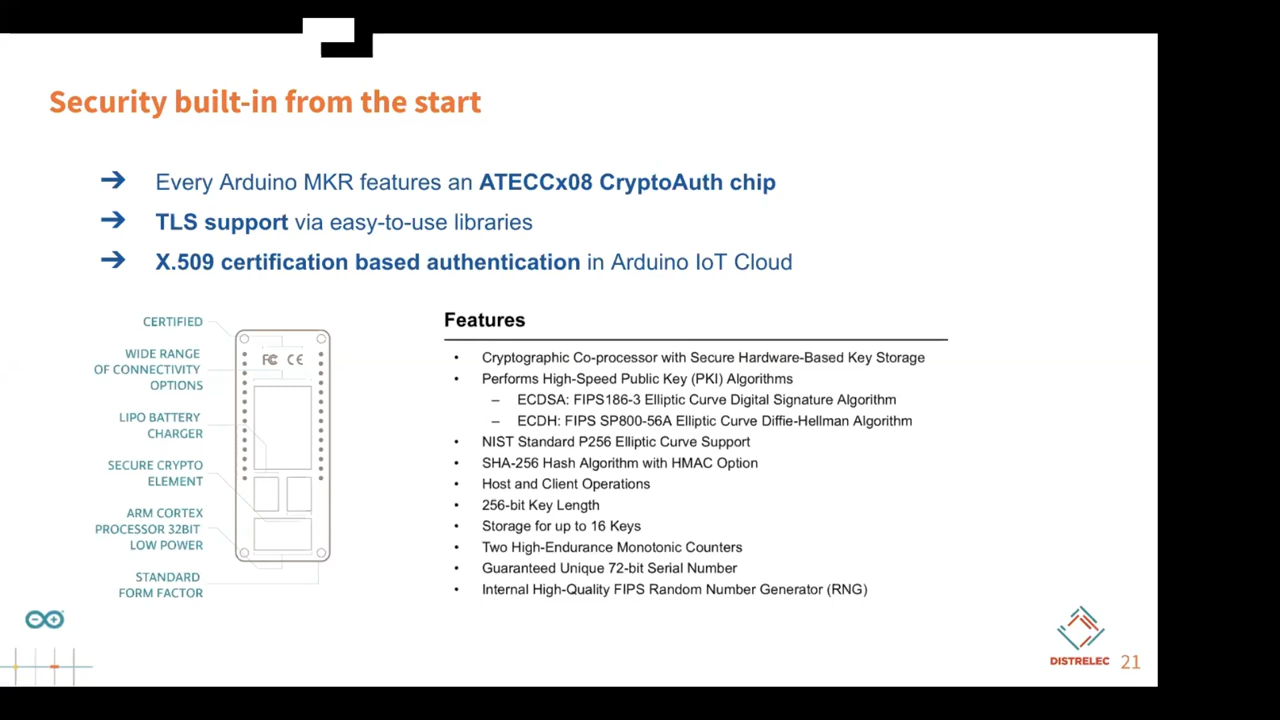 Security built-in from the start
➔ Every Arduino MKR features an ATECCx08 CryptoAuth chip
➔ TLS support via easy-to-use libraries
➔ X.509 certification based authentication in Arduino IoT Cloud
CERTIFIED
WIDE RANGE
OF CONNECTIVITY
OPTIONS
LIPO BATTERY
CHARGER
SECURE CRYPTO
ELEMENT
ARM CORTEX
PROCESSOR 32BIT
LOW POWER
STANDARD
FORM FACTOR
FC CE
Features
• Cryptographic Co-processor with Secure Hardware-Based Key Storage
• Performs High-Speed Public Key (PKI) Algorithms
– ECDSA: FIPS186-3 Elliptic Curve Digital Signature Algorithm
– ECDH: FIPS SP800-56A Elliptic Curve Diffie-Hellman Algorithm
• NIST Standard P256 Elliptic Curve Support
• SHA-256 Hash Algorithm with HMAC Option
• Host and Client Operations
• 256-bit Key Length
• Storage for up to 16 Keys
• Two High-Endurance Monotonic Counters
• Guaranteed Unique 72-bit Serial Number
• Internal High-Quality FIPS Random Number Generator (RNG)
DISTRELEC
21